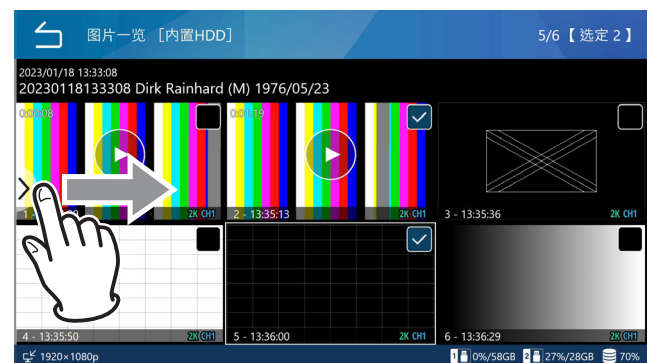 图片一览 [内置HDD]
5/6【 选定 2 】
2023/01/18 13:33:08
20230118133308 Dirk Rainhard (M) 1976/05/23
0:00:08
0:01:19
1 -
2K CH1
2 - 13:35:13
2K CH1
3 - 13:35:36
2K CH1
4 - 13:35:50
2K CH1
5 - 13:36:00
2K CH1
6 - 13:36:29
2K CH1
1920×1080p
1 0%/58GB
2 27%/28GB
70%